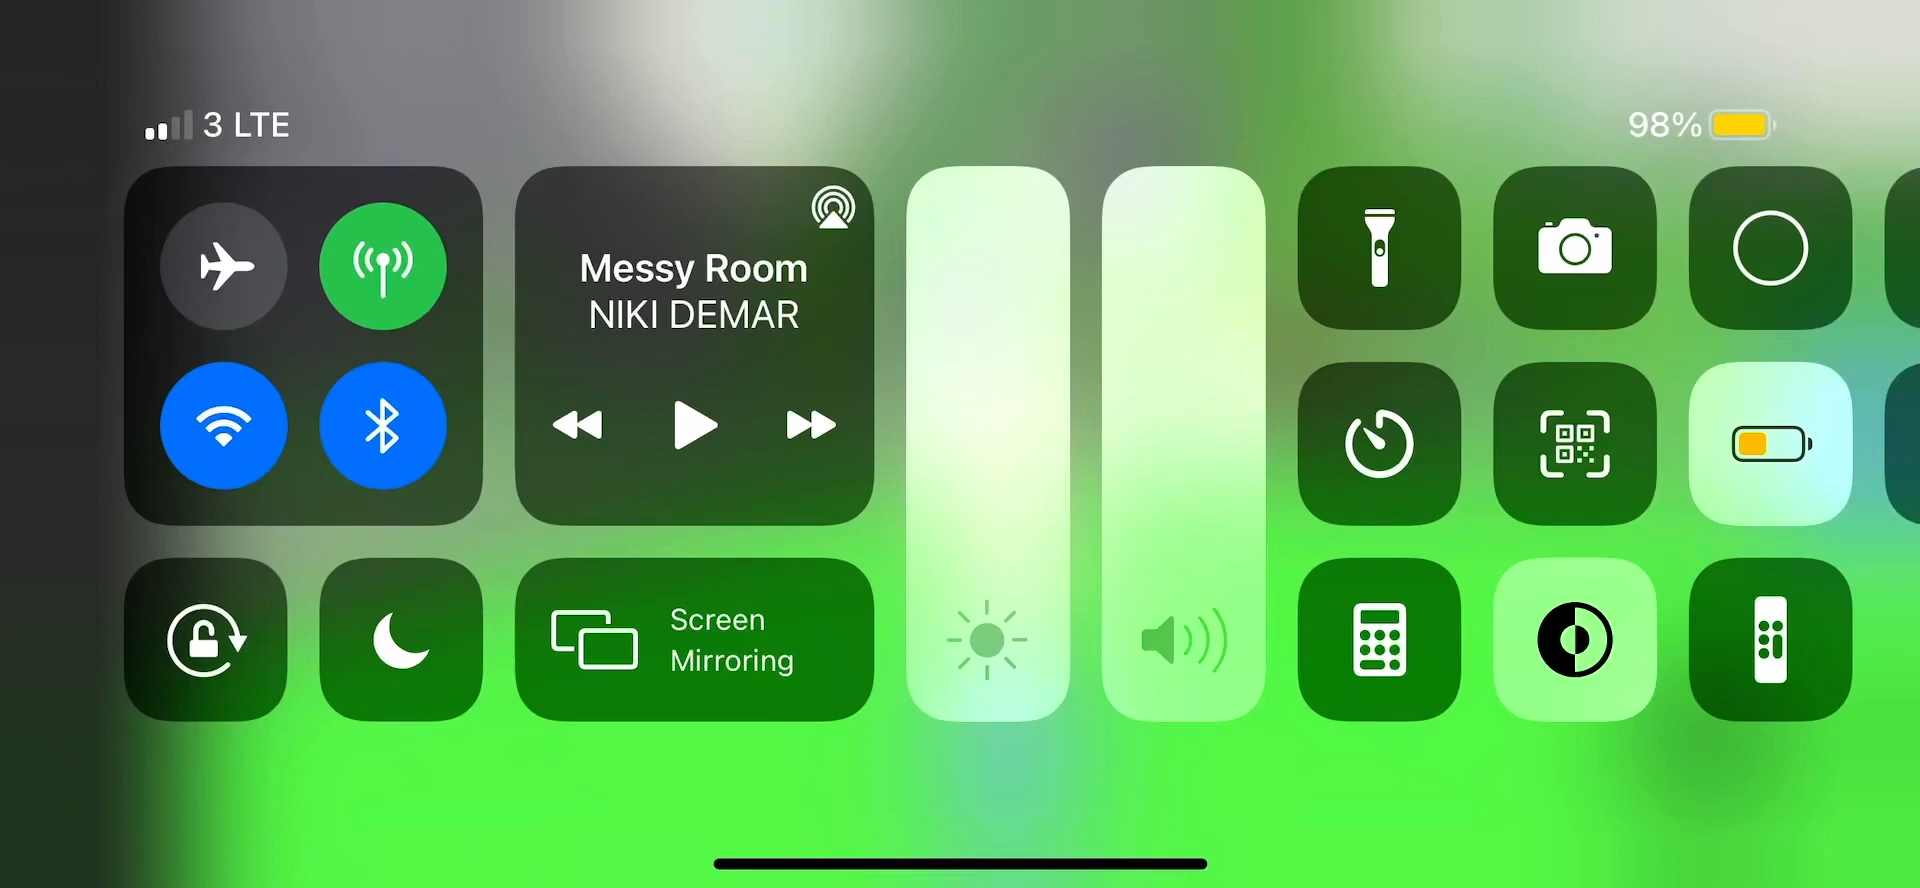 3 LTE
98%
Messy Room
NIKI DEMAR
Screen
Mirroring